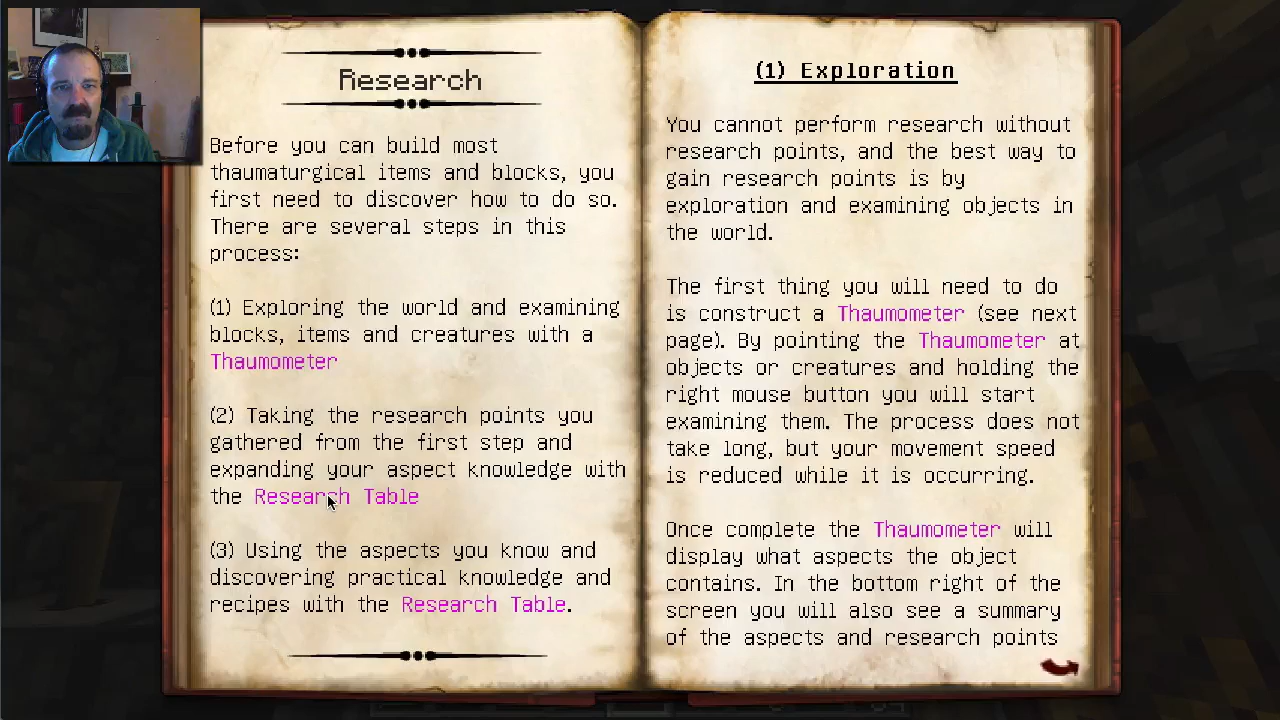 Research
Before you can build most
thaumaturgical items and blocks, you
first need to discover how to do so.
There are several steps in this
process:
(1) Exploring the world and examining
blocks, items and creatures with a
Thaumometer
(2) Taking the research points you
gathered from the first step and
expanding your aspect knowledge with
the Research Table
(3) Using the aspects you know and
discovering practical knowledge and
recipes with the Research Table.
(1) Exploration
You cannot perform research without
research points, and the best way to
gain research points is by
exploration and examining objects in
the world.
The first thing you will need to do
is construct a Thaumometer (see next
page). By pointing the Thaumometer at
objects or creatures and holding the
right mouse button you will start
examining them. The process does not
take long, but your movement speed
is reduced while it is occurring.
Once complete the Thaumometer will
display what aspects the object
contains. In the bottom right of the
screen you will also see a summary
of the aspects and research points